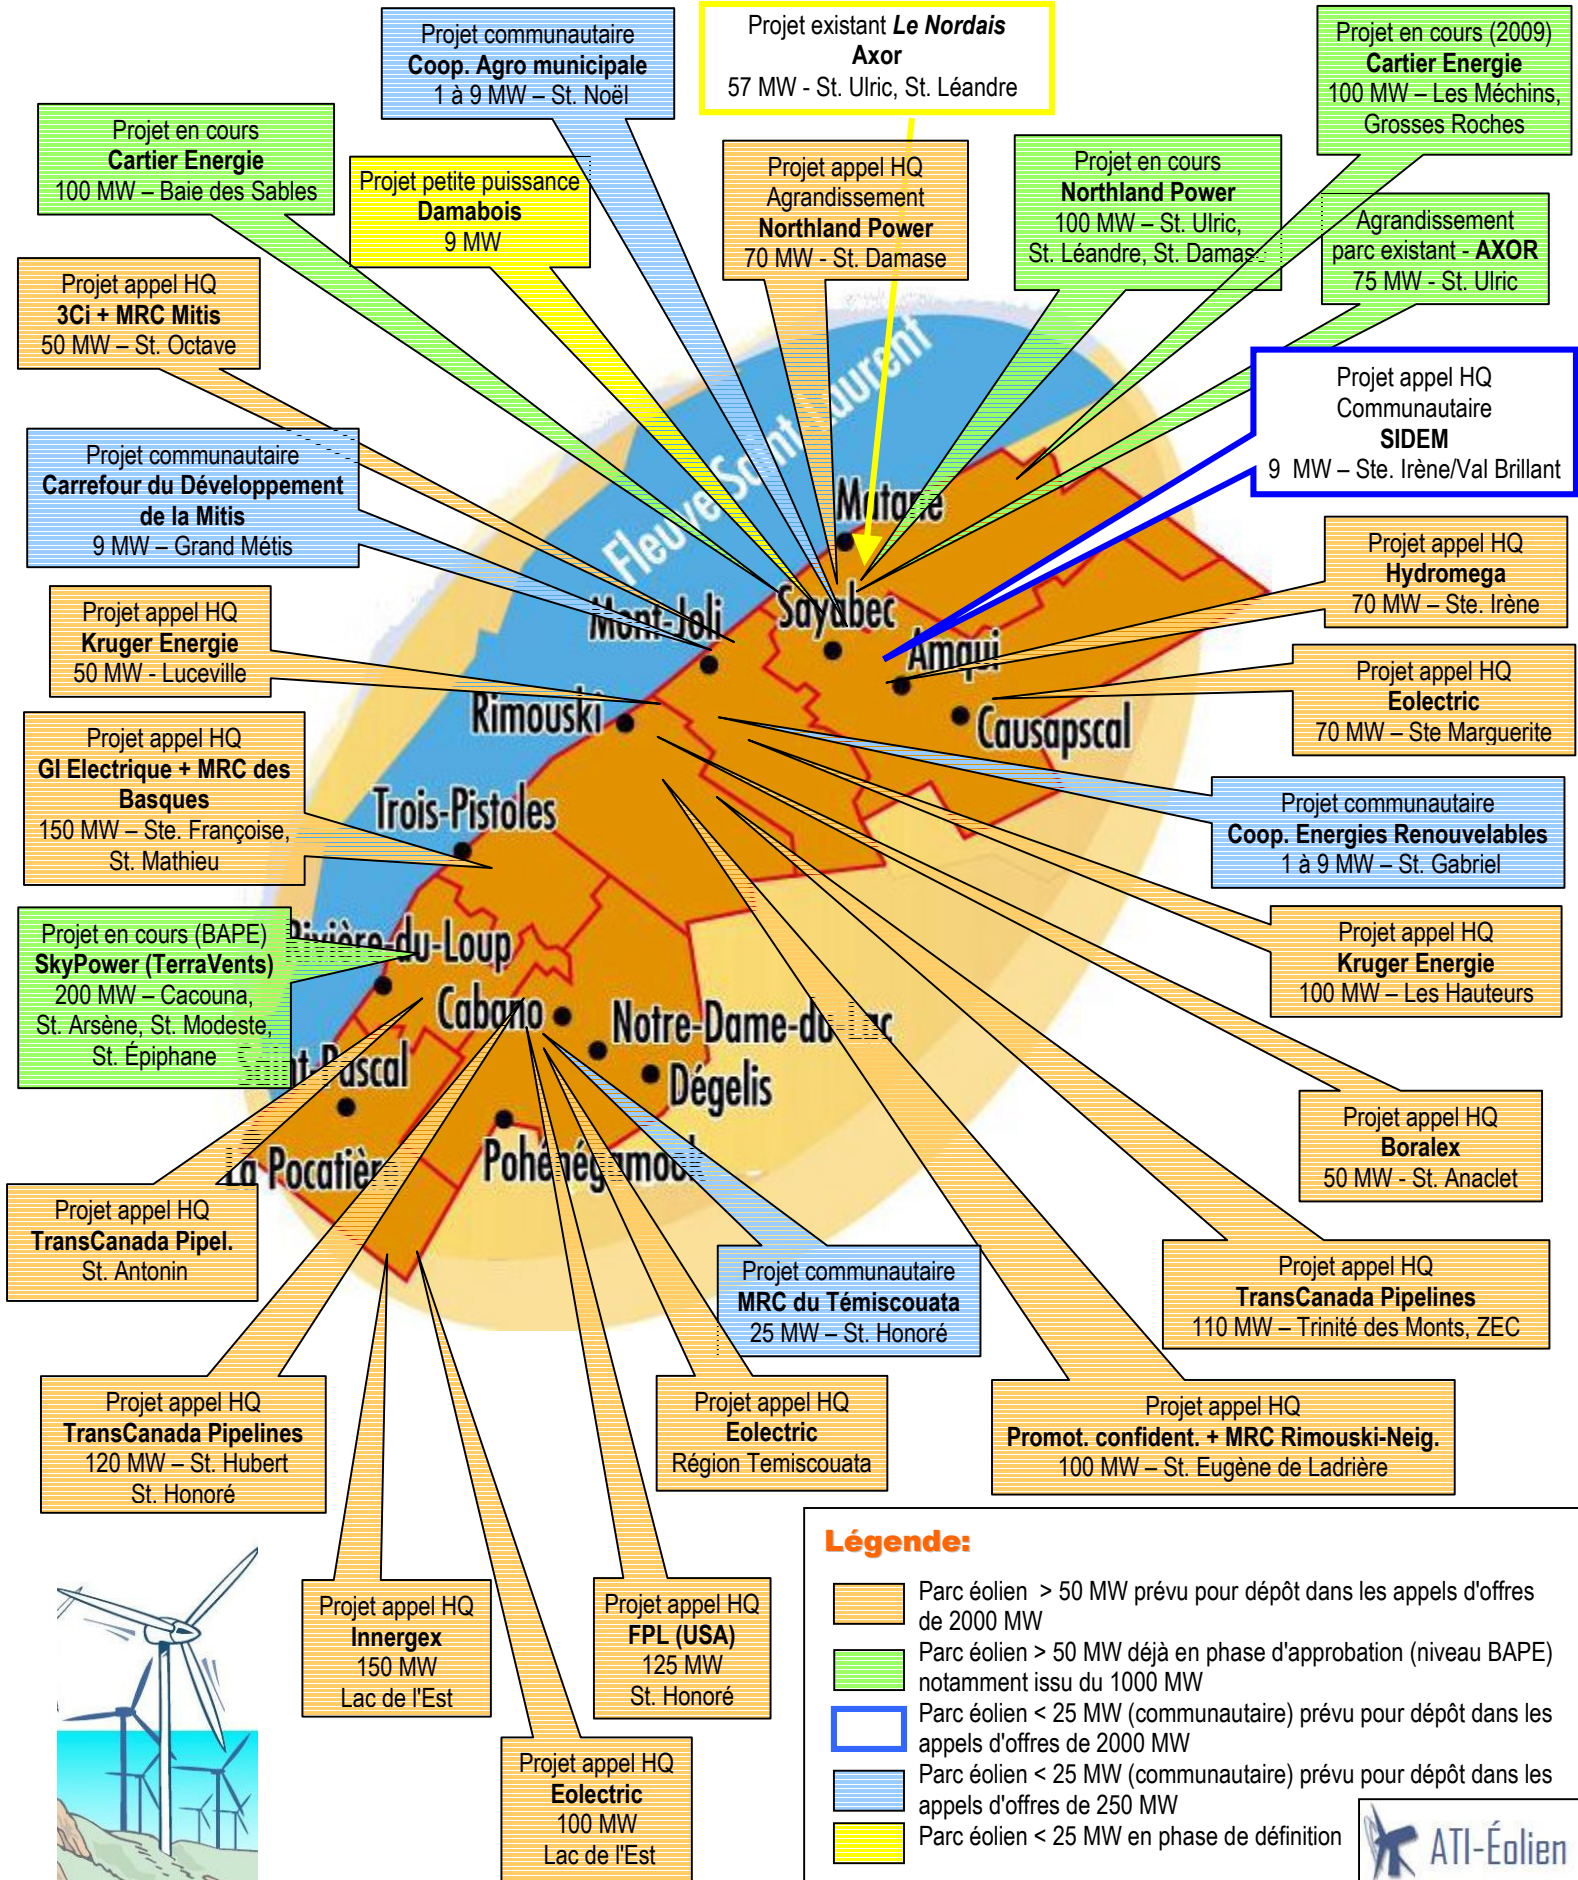 Projet communautaire
Coop. Agro municipale
1 à 9 MW – St. Noël
Projet existant Le Nordais
Axor
57 MW - St. Ulric, St. Léandre
Projet en cours (2009)
Cartier Energie
100 MW – Les Méchins,
Grosses Roches
Projet en cours
Cartier Energie
100 MW – Baie des Sables
Projet petite puissance
Damabois
9 MW
Projet appel HQ
Agrandissement
Northland Power
70 MW - St. Damase
Projet en cours
Northland Power
100 MW – St. Ulric,
St. Léandre, St. Damase
Agrandissement
parc existant - AXOR
75 MW - St. Ulric
Projet appel HQ
3Ci + MRC Mitis
50 MW – St. Octave
Projet appel HQ
Communautaire
SIDEM
9 MW – Ste. Irène/Val Brillant
Projet communautaire
Carrefour du Développement
de la Mitis
9 MW – Grand Métis
Fleuve Saint-Laurent
Matane
Projet appel HQ
Hydromega
70 MW – Ste. Irène
Projet appel HQ
Kruger Energie
50 MW - Luceville
Mont-Joli
Sayabec
Amqui
Projet appel HQ
Eolectric
70 MW – Ste Marguerite
Rimouski
Causapscal
Projet appel HQ
GI Electrique + MRC des
Basques
150 MW – Ste. Françoise,
St. Mathieu
Trois-Pistoles
Projet communautaire
Coop. Energies Renouvelables
1 à 9 MW – St. Gabriel
Projet en cours (BAPE)
SkyPower (TerraVents)
200 MW – Cacouna,
St. Arsène, St. Modeste,
St. Épiphane
Rivière-du-Loup
Projet appel HQ
Kruger Energie
100 MW – Les Hauteurs
Cabano
Notre-Dame-du-Lac
nt-Pascal
Dégelis
Projet appel HQ
Boralex
50 MW - St. Anaclet
La Pocatière
Pohénégamook
Projet appel HQ
TransCanada Pipel.
St. Antonin
Projet communautaire
MRC du Témiscouata
25 MW – St. Honoré
Projet appel HQ
TransCanada Pipelines
110 MW – Trinité des Monts, ZEC
Projet appel HQ
TransCanada Pipelines
120 MW – St. Hubert
St. Honoré
Projet appel HQ
Eolectric
Région Temiscouata
Projet appel HQ
Promot. confident. + MRC Rimouski-Neig.
100 MW – St. Eugène de Ladrière
Projet appel HQ
Innergex
150 MW
Lac de l'Est
Projet appel HQ
FPL (USA)
125 MW
St. Honoré
Projet appel HQ
Eolectric
100 MW
Lac de l'Est
Légende:
Parc éolien > 50 MW prévu pour dépôt dans les appels d'offres
de 2000 MW
Parc éolien > 50 MW déjà en phase d'approbation (niveau BAPE)
notamment issu du 1000 MW
Parc éolien < 25 MW (communautaire) prévu pour dépôt dans les
appels d'offres de 2000 MW
Parc éolien < 25 MW (communautaire) prévu pour dépôt dans les
appels d'offres de 250 MW
Parc éolien < 25 MW en phase de définition
ATI-Éolien